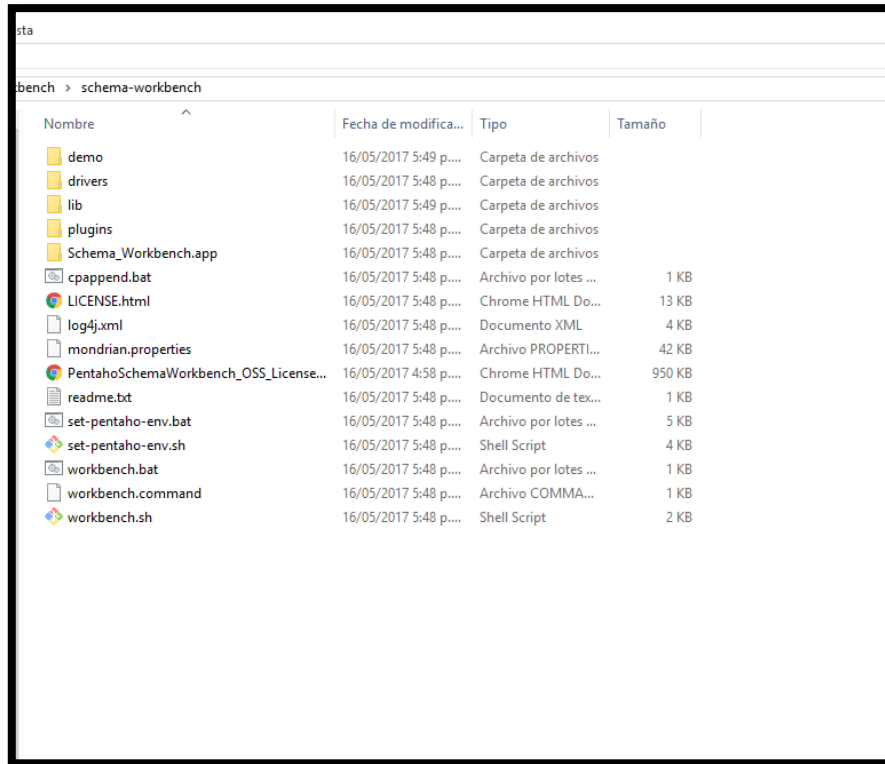 sta
kbench > schema-workbench
Nombre Fecha de modifica... Tipo Tamaño
demo 16/05/2017 5:49 p.... Carpeta de archivos
drivers 16/05/2017 5:48 p.... Carpeta de archivos
lib 16/05/2017 5:49 p.... Carpeta de archivos
plugins 16/05/2017 5:48 p.... Carpeta de archivos
Schema_Workbench.app 16/05/2017 5:48 p.... Carpeta de archivos
cpappend.bat 16/05/2017 5:48 p.... Archivo por lotes ... 1 KB
LICENSE.html 16/05/2017 5:48 p.... Chrome HTML Do... 13 KB
log4j.xml 16/05/2017 5:48 p.... Documento XML 4 KB
mondrian.properties 16/05/2017 5:48 p.... Archivo PROPERTI... 42 KB
PentahoSchemaWorkbench_OSS_License... 16/05/2017 4:58 p.... Chrome HTML Do... 950 KB
readme.txt 16/05/2017 5:48 p.... Documento de tex... 1 KB
set-pentaho-env.bat 16/05/2017 5:48 p.... Archivo por lotes ... 5 KB
set-pentaho-env.sh 16/05/2017 5:48 p.... Shell Script 4 KB
workbench.bat 16/05/2017 5:48 p.... Archivo por lotes ... 1 KB
workbench.command 16/05/2017 5:48 p.... Archivo COMMA... 1 KB
workbench.sh 16/05/2017 5:48 p.... Shell Script 2 KB